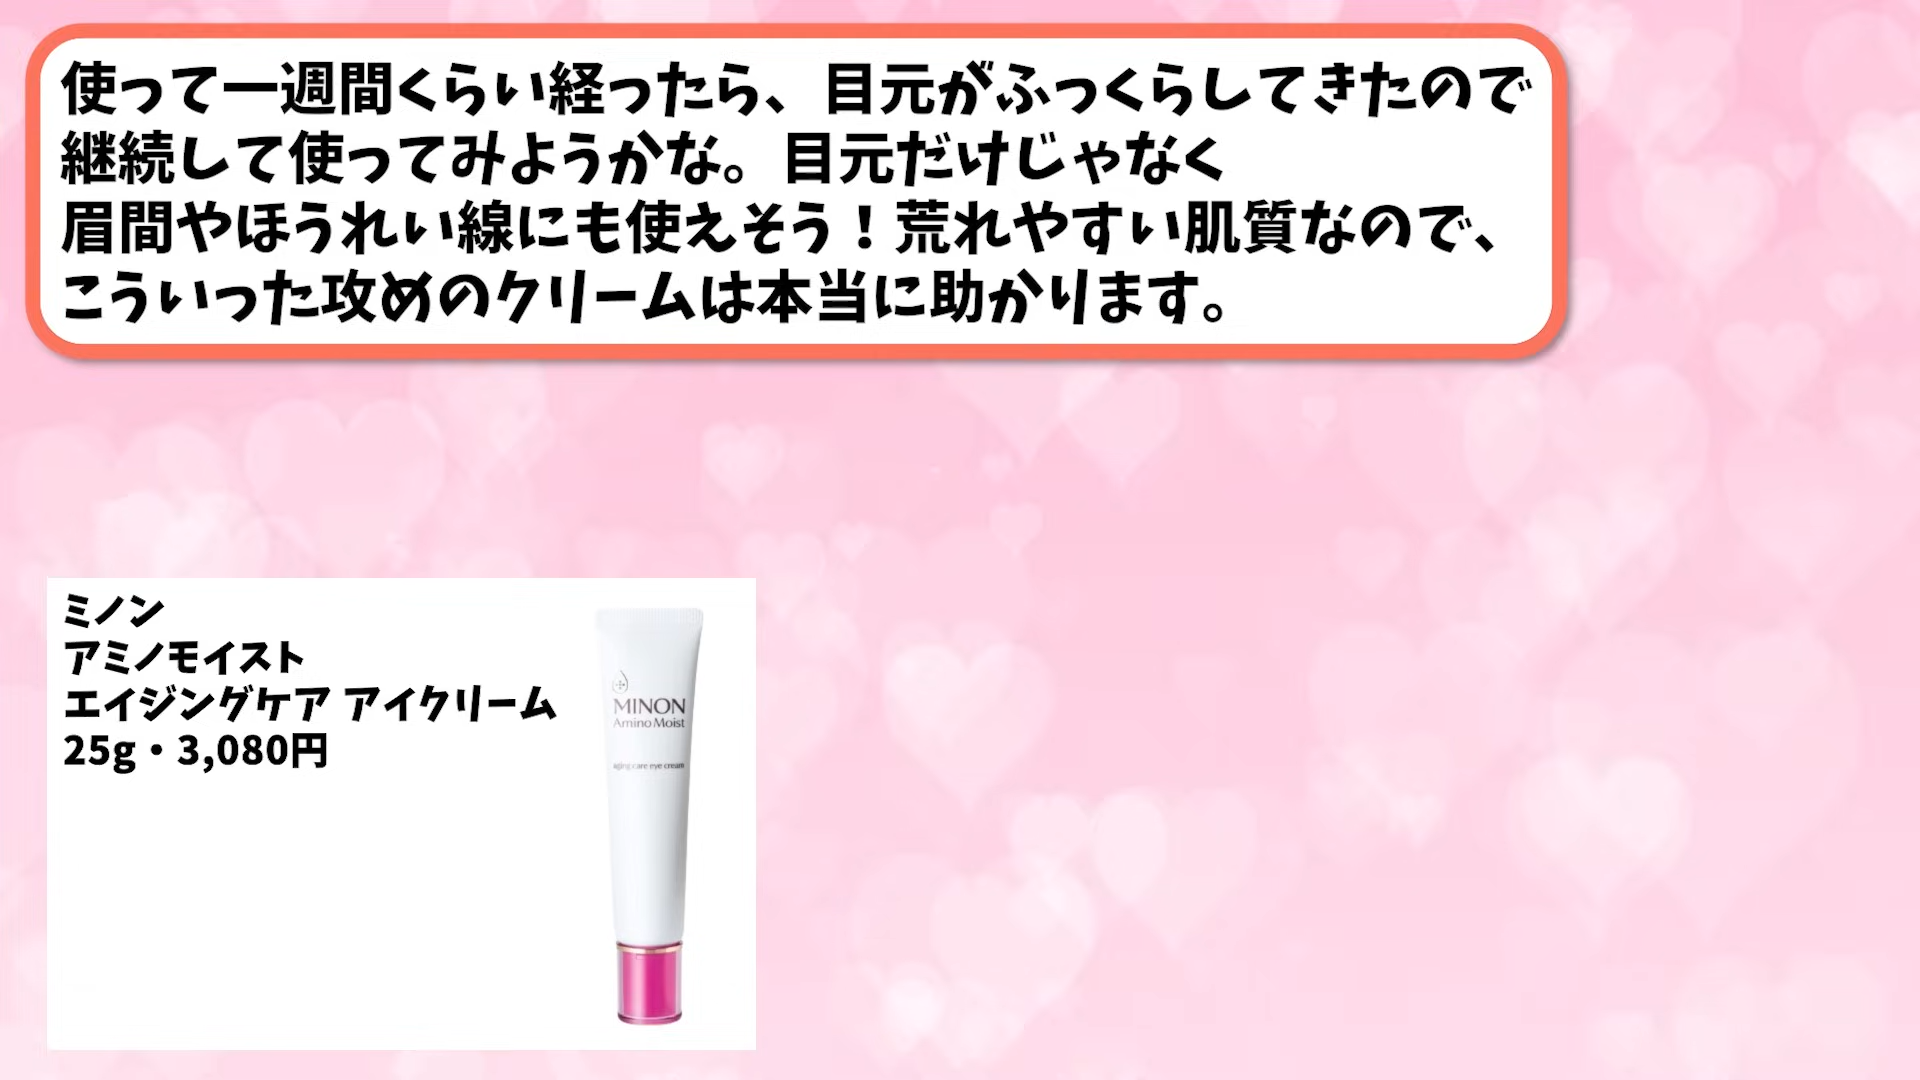 使って一週間くらい経ったら、目元がふっくらしてきたので
継続して使ってみようかな。目元だけじゃなく
眉間やほうれい線にも使えそう！荒れやすい肌質なので、
こういった攻めのクリームは本当に助かります。
ミノン
アミノモイスト
エイジングケア アイクリーム
25g・3,080円
MINON
Amino Moist
aging care eye cream